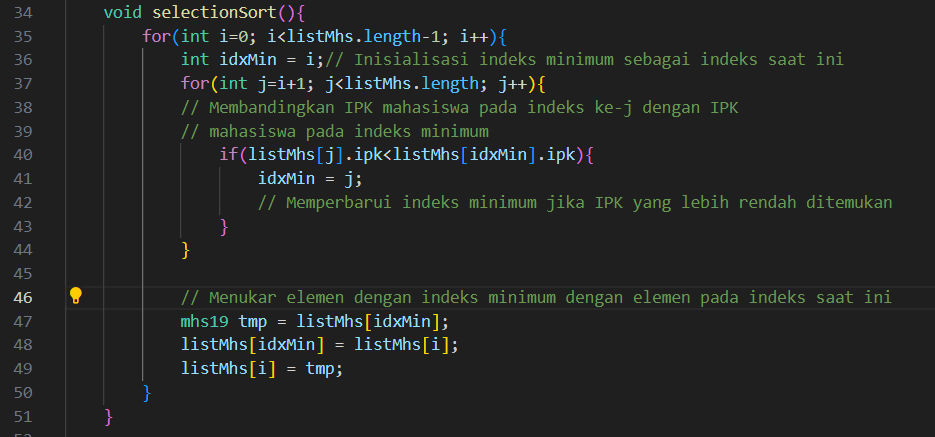 34 void selectionSort(){
35 for(int i=0; i<listMhs.length-1; i++){
36 int idxMin = i;// Inisialisasi indeks minimum sebagai indeks saat ini
37 for(int j=i+1; j<listMhs.length; j++){
38 // Membandingkan IPK mahasiswa pada indeks ke-j dengan IPK
39 // mahasiswa pada indeks minimum
40 if(listMhs[j].ipk<listMhs[idxMin].ipk){
41 idxMin = j;
42 // Memperbarui indeks minimum jika IPK yang lebih rendah ditemukan
43 }
44 }
45
46 // Menukar elemen dengan indeks minimum dengan elemen pada indeks saat ini
47 mhs19 tmp = listMhs[idxMin];
48 listMhs[idxMin] = listMhs[i];
49 listMhs[i] = tmp;
50 }
51 }